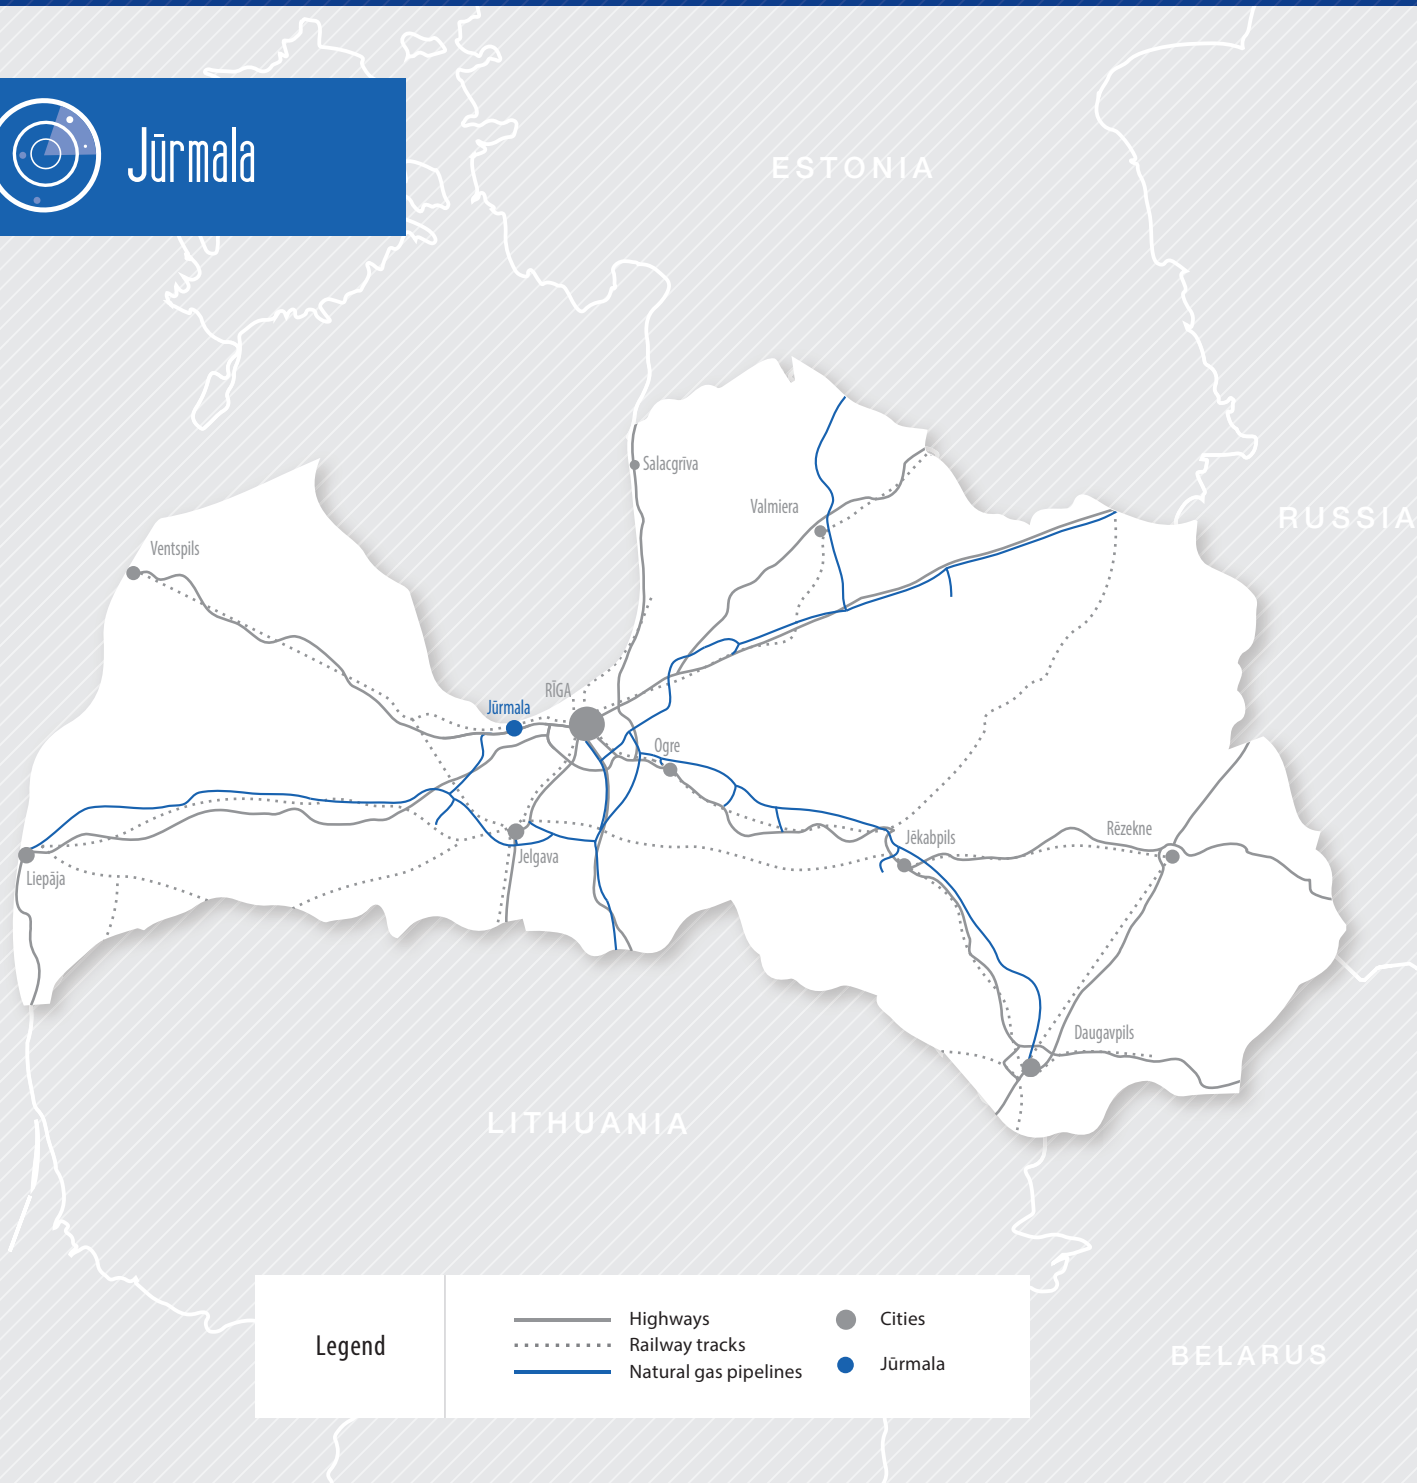 Jūrmala
ESTONIA
Salacgrīva
Valmiera
RUSSIA
Ventspils
RĪGA
Jūrmala
Ogre
Rēzekne
Jēkabpils
Jelgava
Liepāja
Daugavpils
LITHUANIA
Legend
Highways
Railway tracks
Natural gas pipelines
Cities
Jūrmala
BELARUS